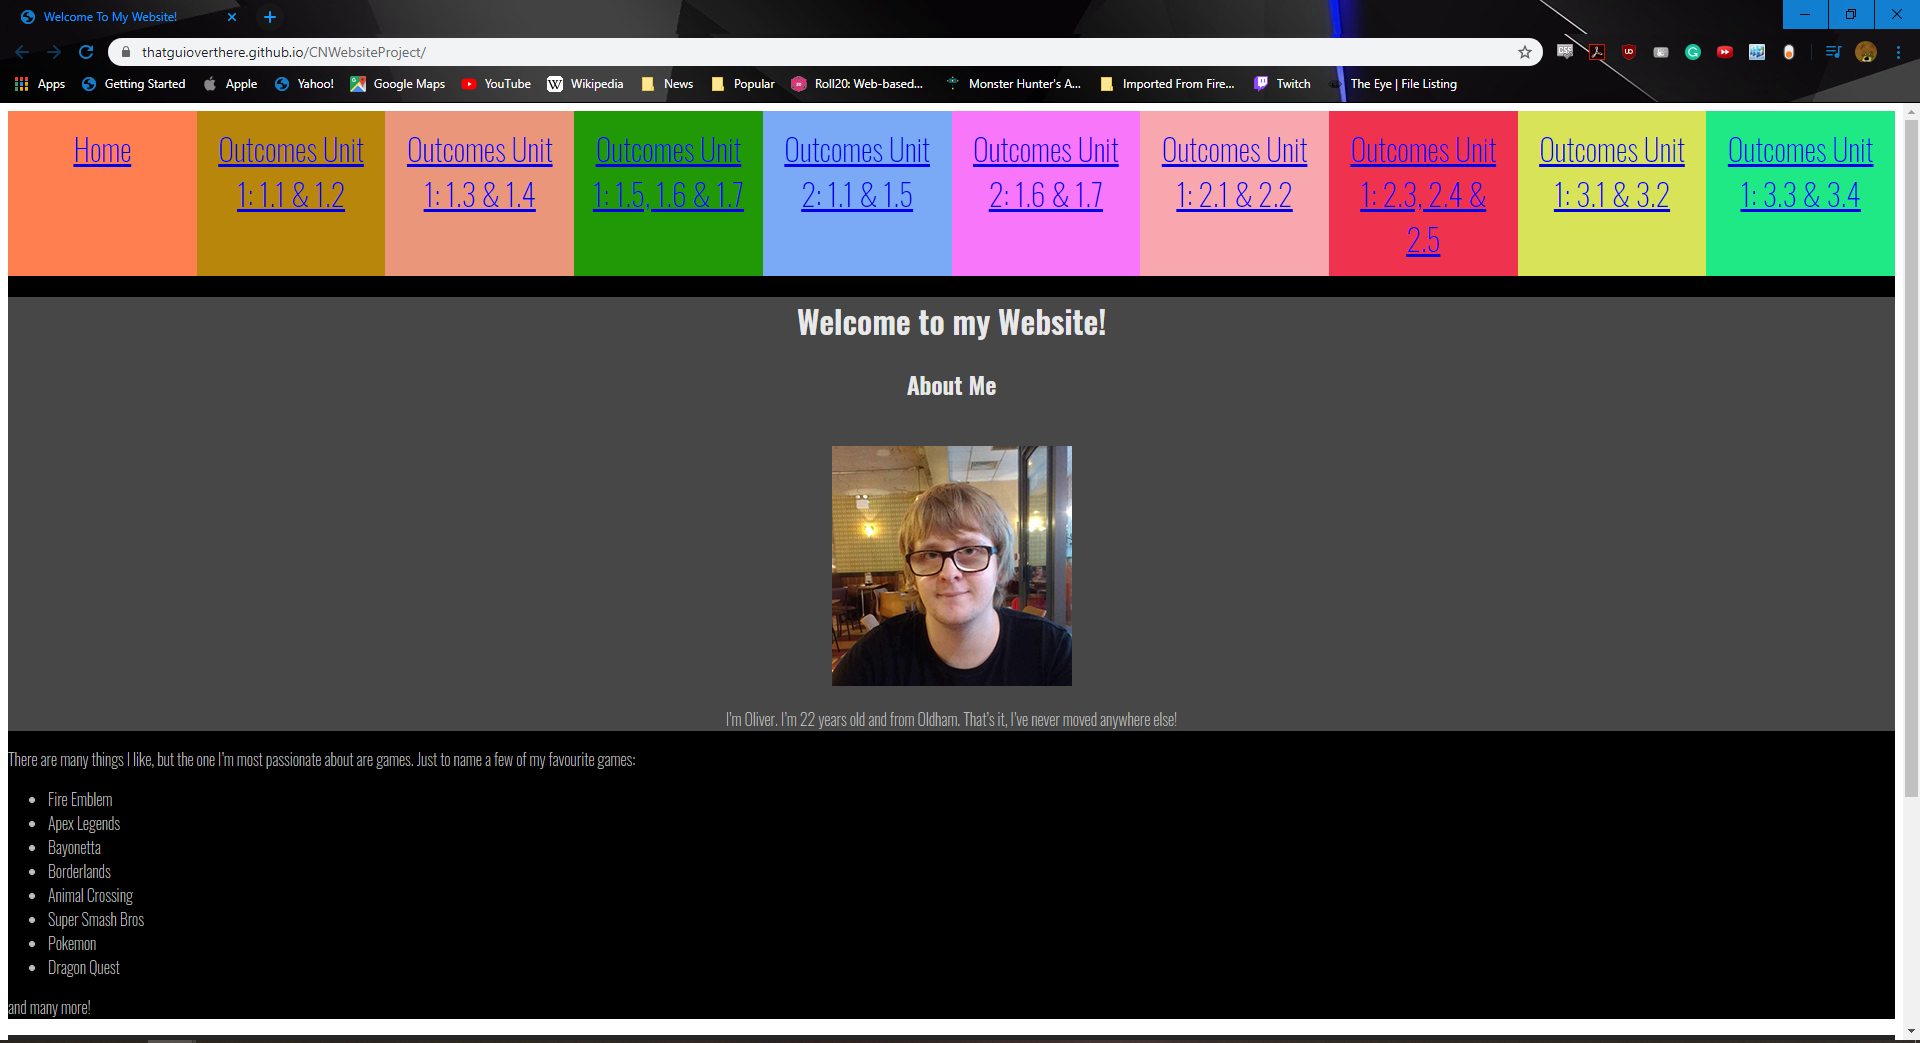 Welcome To My Website!
thatguioverthere.github.io/CNWebsiteProject/
Apps Getting Started Apple Yahoo! Google Maps YouTube Wikipedia News Popular Roll20: Web-based... Monster Hunter's A... Imported From Fire... Twitch The Eye | File Listing
Home
Outcomes Unit
1: 1.1 & 1.2
Outcomes Unit
1: 1.3 & 1.4
Outcomes Unit
1: 1.5, 1.6 & 1.7
Outcomes Unit
2: 1.1 & 1.5
Outcomes Unit
2: 1.6 & 1.7
Outcomes Unit
1: 2.1 & 2.2
Outcomes Unit
1: 2.3, 2.4 &
2.5
Outcomes Unit
1: 3.1 & 3.2
Outcomes Unit
1: 3.3 & 3.4
Welcome to my Website!
About Me
I'm Oliver. I'm 22 years old and from Oldham. That's it, I've never moved anywhere else!
There are many things I like, but the one I'm most passionate about are games. Just to name a few of my favourite games:
• Fire Emblem
• Apex Legends
• Bayonetta
• Borderlands
• Animal Crossing
• Super Smash Bros
• Pokemon
• Dragon Quest
and many more!